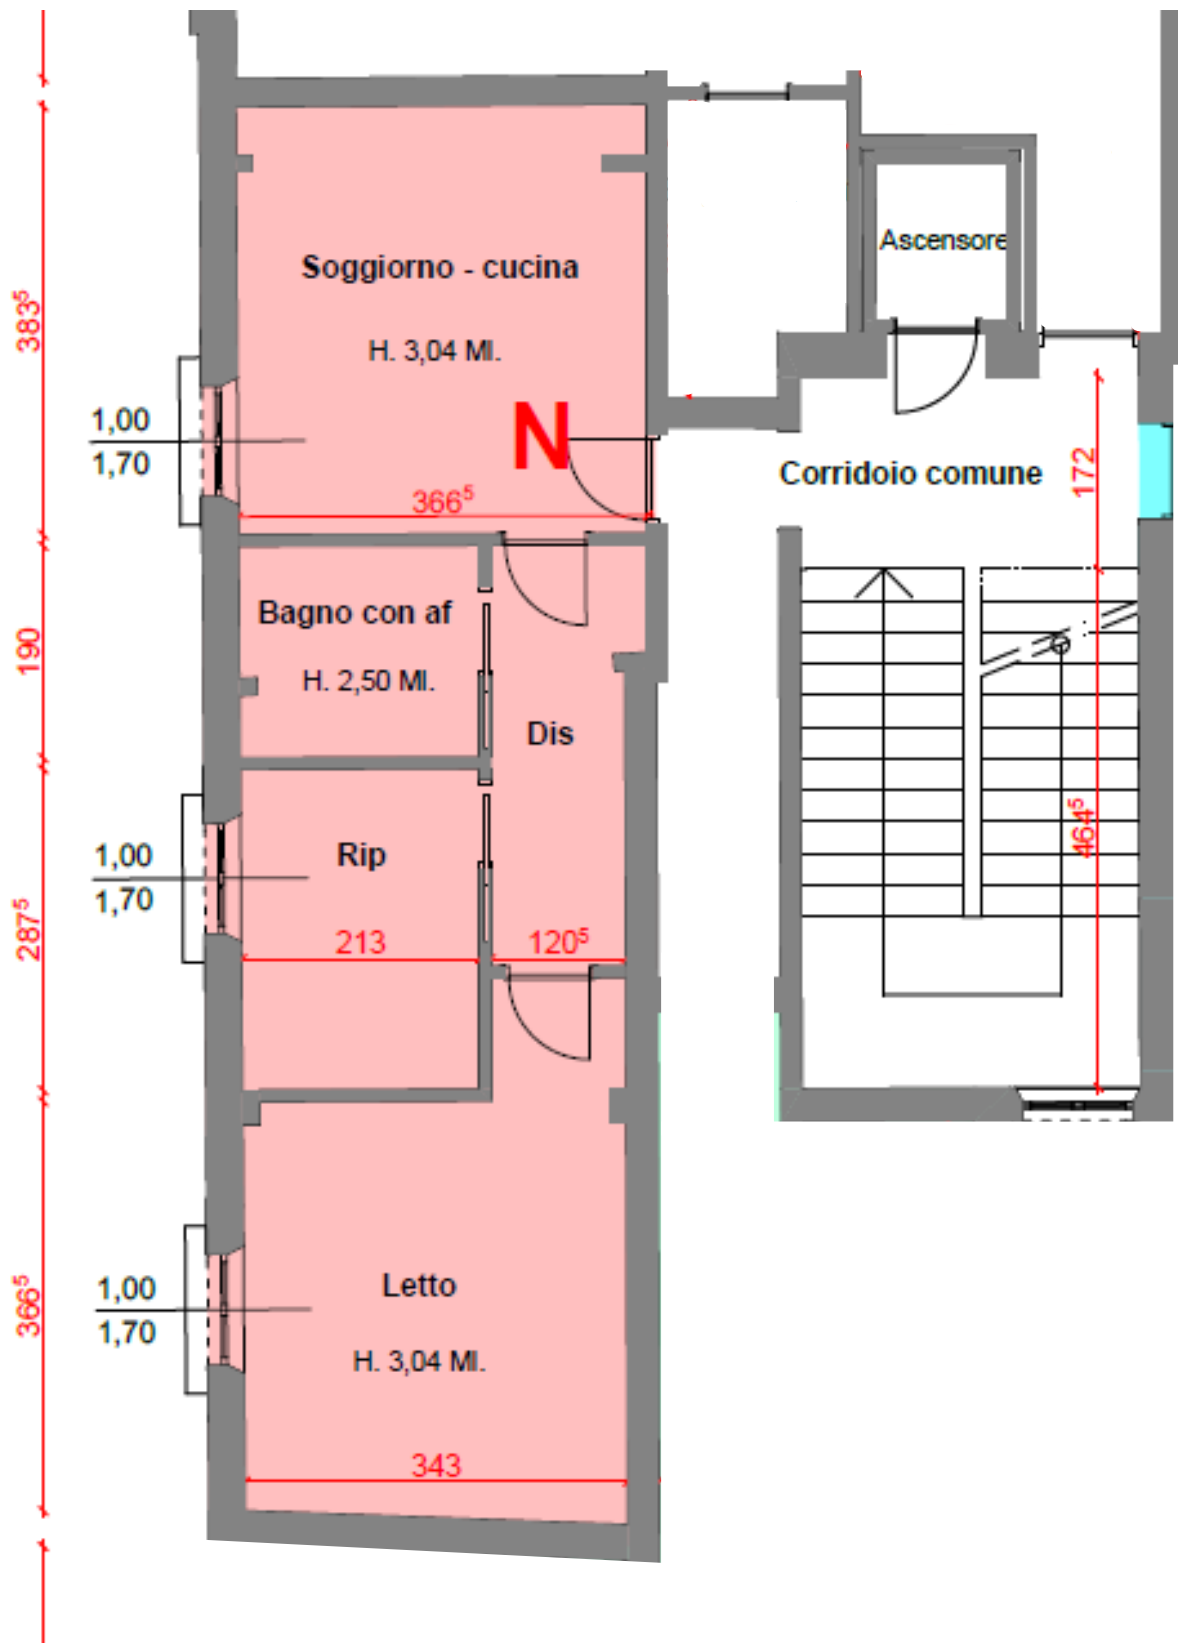 Ascensore
Soggiorno - cucina
H. 3,04 Ml.
383⁵
1,00
1,70
N
366⁵
Corridoio comune
172
Bagno con af
H. 2,50 Ml.
190
Dis
Rip
1,00
1,70
287⁵
213
120⁵
464⁵
Letto
H. 3,04 Ml.
1,00
1,70
366⁵
343